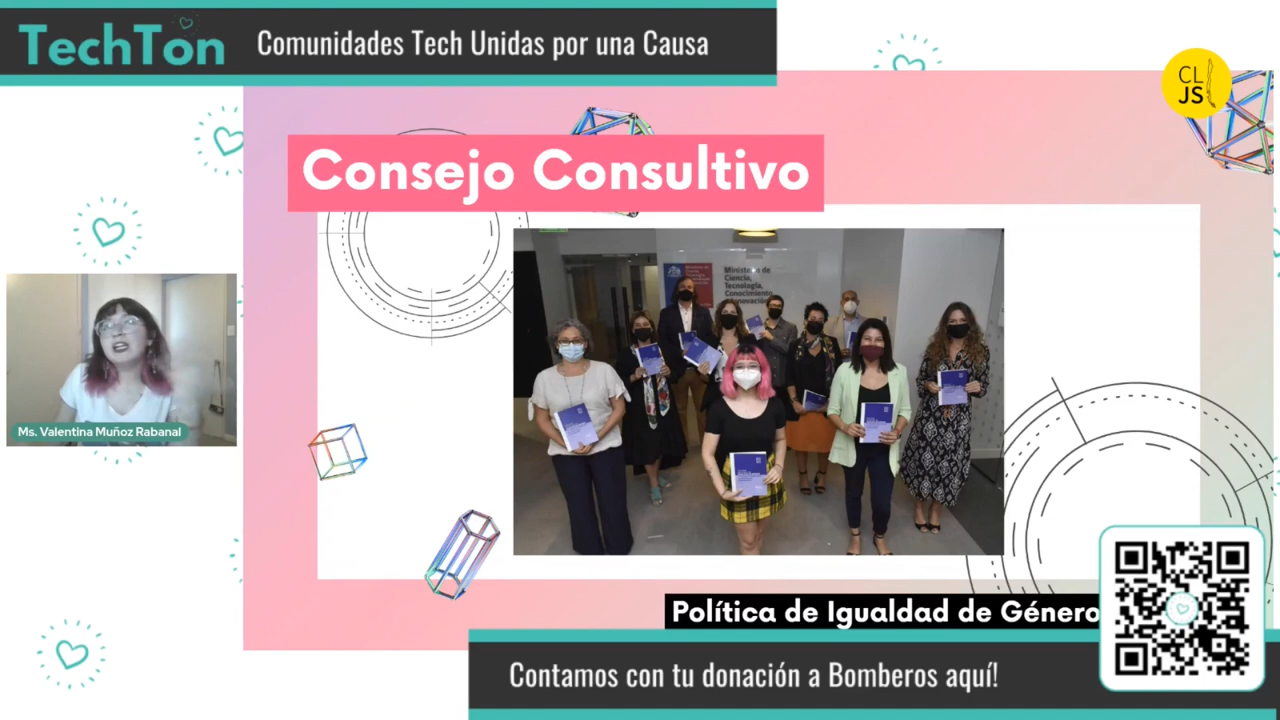 TechTon
Comunidades Tech Unidas por una Causa
CL
JS
Consejo Consultivo
Ministerio de
Ciencia,
Tecnología,
Conocimiento
e Innovación
Ms. Valentina Muñoz Rabanal
Política de Igualdad de Género
Contamos con tu donación a Bomberos aquí!